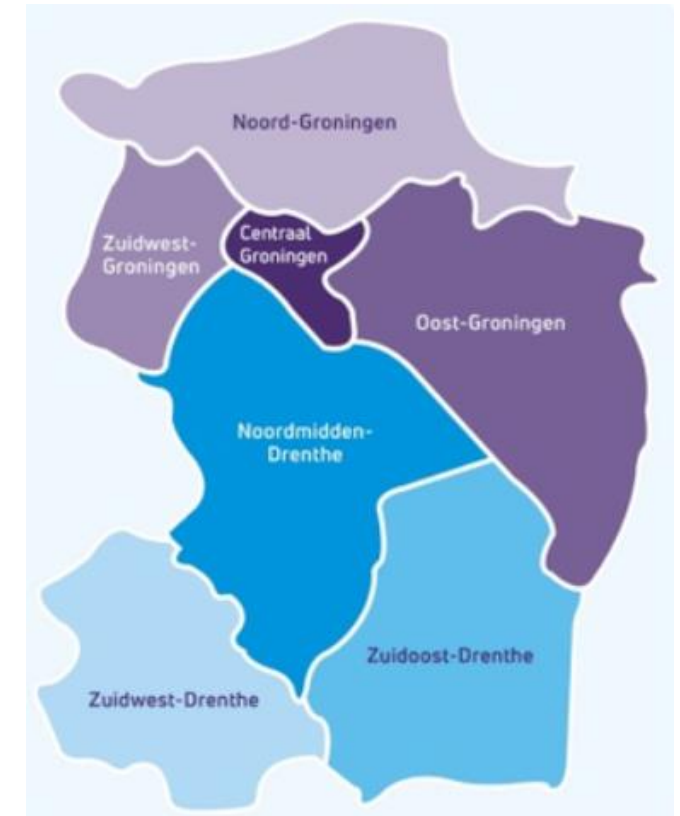 Noord-Groningen
Centraal
Groningen
Zuidwest-
Groningen
Oost-Groningen
Noordmidden-
Drenthe
Zuidoost-Drenthe
Zuidwest-Drenthe